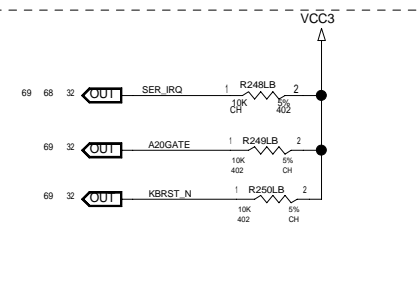 VCC3
69 68 32 OUT SER_IRQ 1 R248LB 2
10K 5%
CH 402
69 32 OUT A20GATE 1 R249LB 2
10K 5%
402 CH
69 32 OUT KBRST_N 1 R250LB 2
10K 5%
402 CH